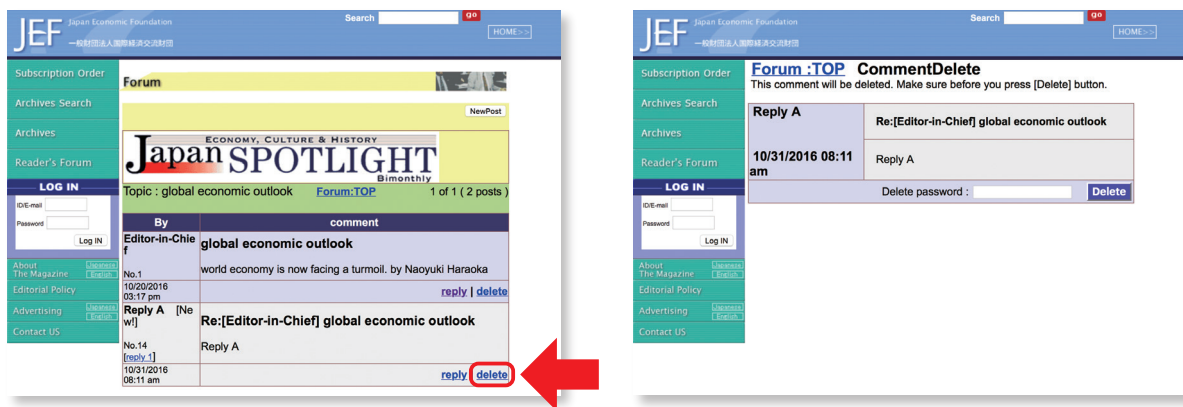 JEF Japan Economic Foundation
一般財団法人国際経済交流財団
Search go
HOME>>
Subscription Order
Archives Search
Archives
Reader's Forum
LOG IN
ID/E-mail
Password
Log IN
About
The Magazine
Japanese
English
Editorial Policy
Advertising
Japanese
English
Contact US
Forum
NewPost
ECONOMY, CULTURE & HISTORY
Japan SPOTLIGHT
Bimonthly
Topic : global economic outlook Forum:TOP 1 of 1 ( 2 posts )
By comment
Editor-in-Chie
f
No.1
global economic outlook
world economy is now facing a turmoil. by Naoyuki Haraoka
10/20/2016
03:17 pm
reply | delete
Reply A [Ne
w!]
No.14
[reply 1]
Re:[Editor-in-Chief] global economic outlook
Reply A
10/31/2016
08:11 am
reply delete
JEF Japan Economic Foundation
一般財団法人国際経済交流財団
Search go
HOME>>
Subscription Order
Archives Search
Archives
Reader's Forum
LOG IN
ID/E-mail
Password
Log IN
About
The Magazine
Japanese
English
Editorial Policy
Advertising
Japanese
English
Contact US
Forum :TOP CommentDelete
This comment will be deleted. Make sure before you press [Delete] button.
Reply A
10/31/2016 08:11
am
Re:[Editor-in-Chief] global economic outlook
Reply A
Delete password : Delete